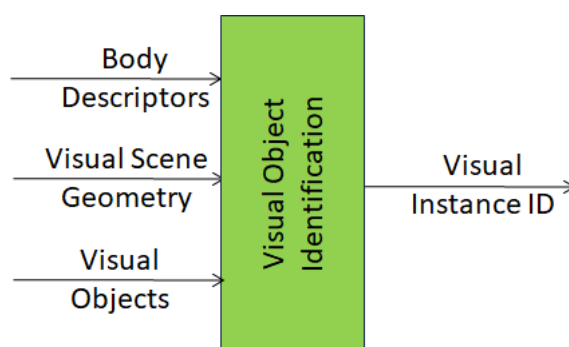 Body
Descriptors
Visual Scene
Geometry
Visual
Objects
Visual Object
Identification
Visual
Instance ID